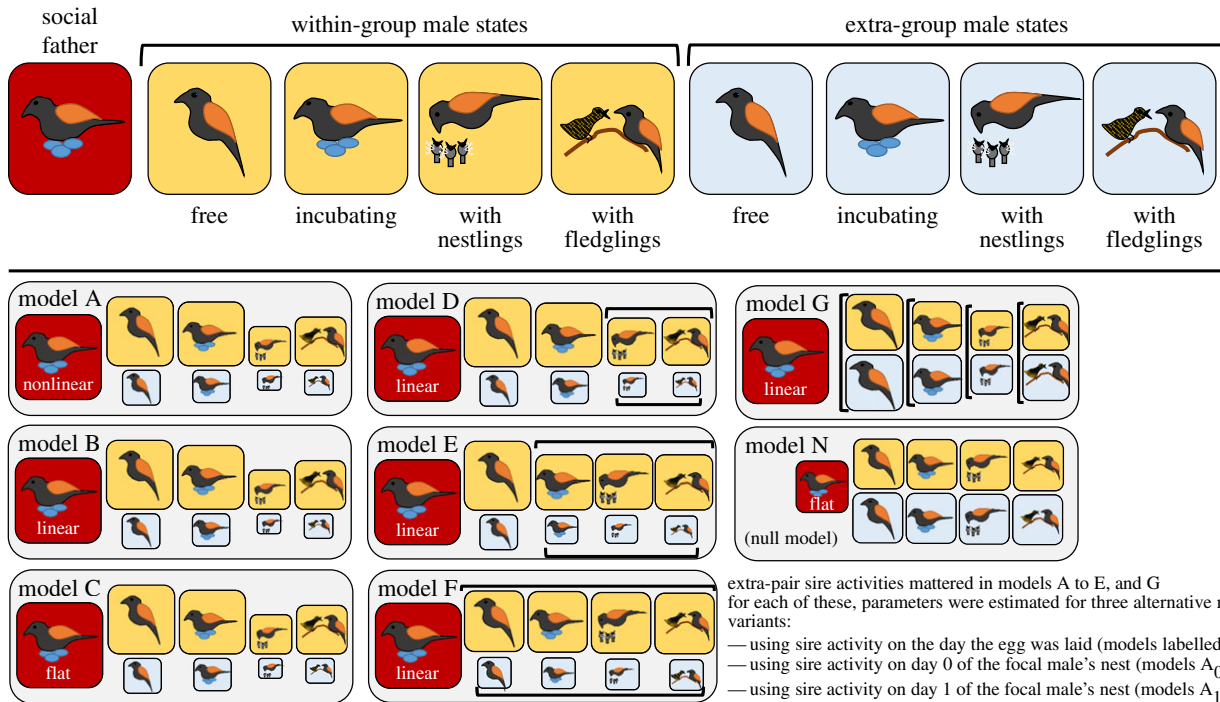 social
father
within-group male states
extra-group male states
free
incubating
with
nestlings
with
fledglings
free
incubating
with
nestlings
with
fledglings
model A
nonlinear
model D
linear
model G
linear
model B
linear
model E
linear
model N
flat
(null model)
model C
flat
model F
linear
extra-pair sire activities mattered in models A to E, and G
for each of these, parameters were estimated for three alternative
variants:
— using sire activity on the day the egg was laid (models labelled
— using sire activity on day 0 of the focal male's nest (models A0
— using sire activity on day 1 of the focal male's nest (models A1